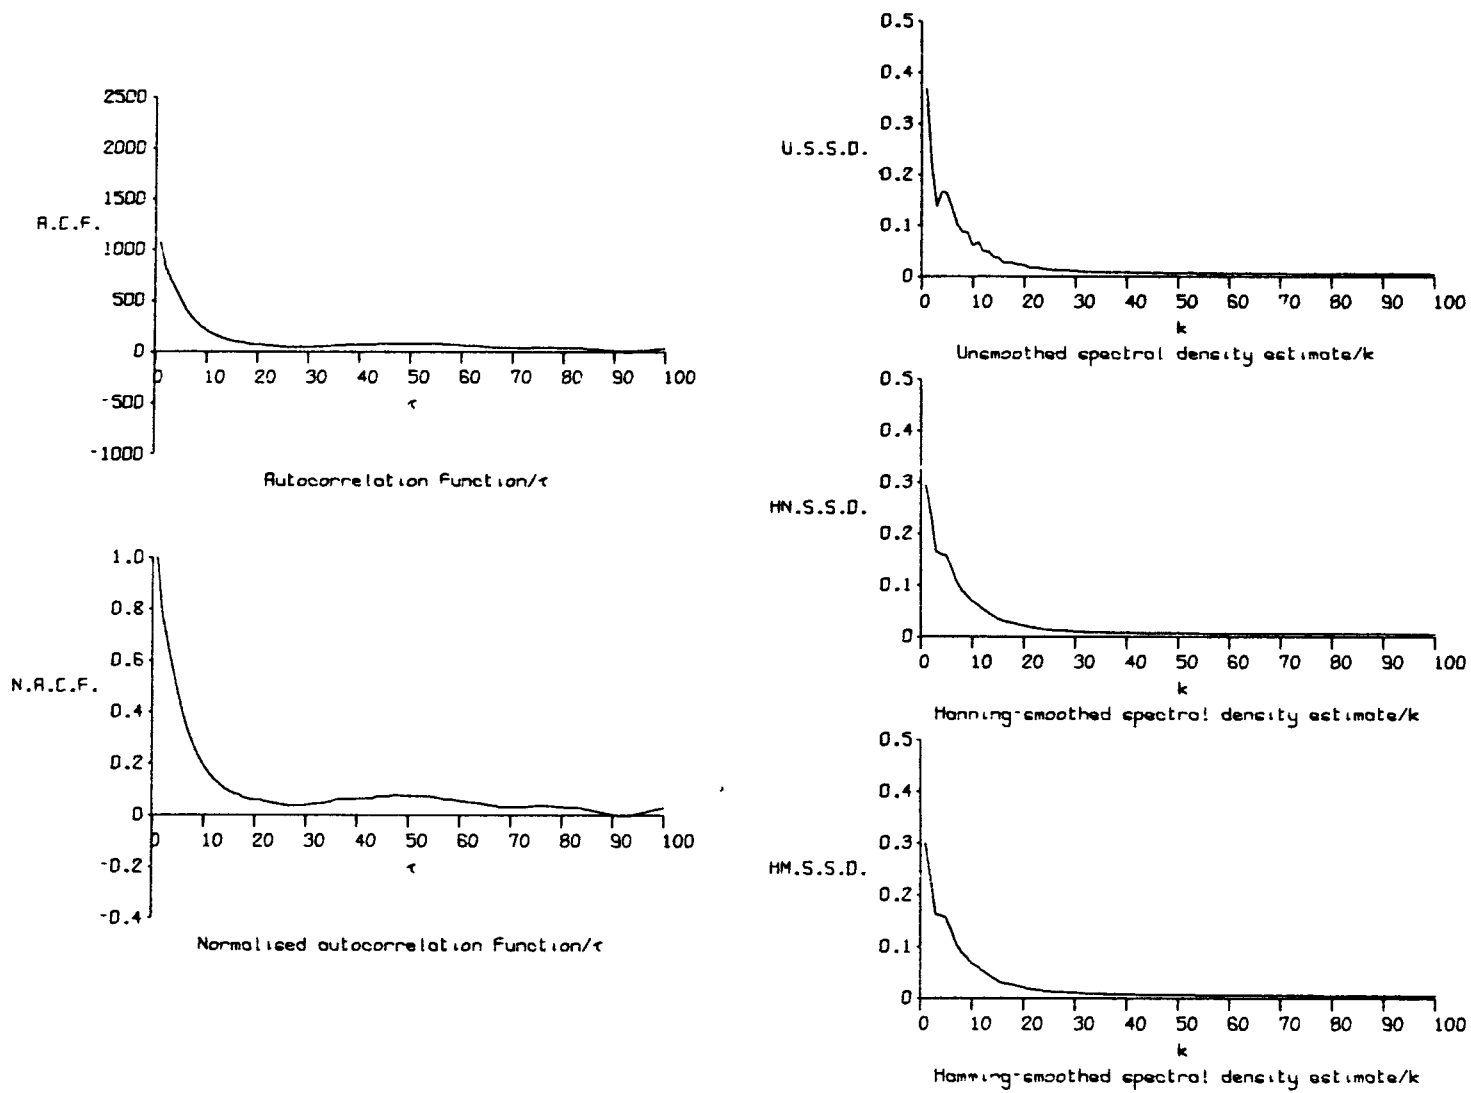 2500
2000
1500
A.C.F.
1000
500
0
0 10 20 30 40 50 60 70 80 90 100
τ
-500
-1000
Autocorrelation Function/τ
1.0
0.8
0.6
N.A.C.F.
0.4
0.2
0
0 10 20 30 40 50 60 70 80 90 100
τ
-0.2
-0.4
Normalised autocorrelation Function/τ
0.5
0.4
0.3
U.S.S.D.
0.2
0.1
0
0 10 20 30 40 50 60 70 80 90 100
k
Unsmoothed spectral density estimate/k
0.5
0.4
0.3
HN.S.S.D.
0.2
0.1
0
0 10 20 30 40 50 60 70 80 90 100
k
Hanning-smoothed spectral density estimate/k
0.5
0.4
0.3
HM.S.S.D.
0.2
0.1
0
0 10 20 30 40 50 60 70 80 90 100
k
Hamming-smoothed spectral density estimate/k